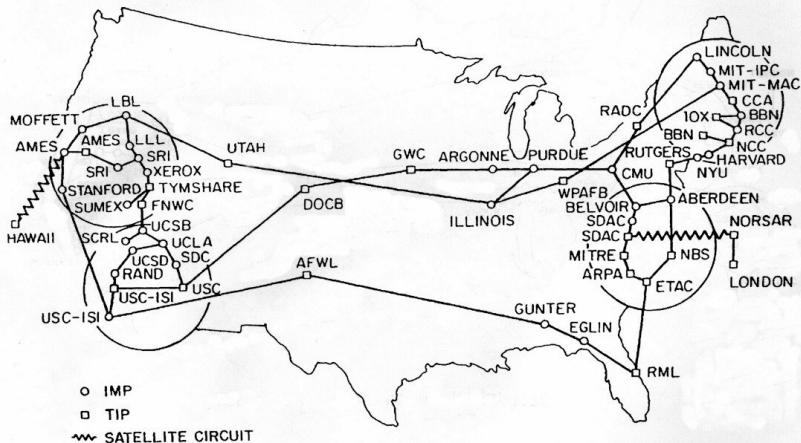 LINCOLN
MIT-IPC
MIT-MAC
CCA
BBN
10X
RCC
BBN
NCC
HARVARD
NYU
RUTGERS
RADC
LBL
MOFFETT
LLL
AMES
AMES
SRI
SRI
XEROX
TYMSHARE
STANFORD
SUMEX
FNWC
HAWAII
UTAH
GWC
ARGONNE
PURDUE
CMU
WPAFB
ILLINOIS
DOCB
ABERDEEN
BELVOIR
SDAC
SDAC
NORSAR
LONDON
MITRE
NBS
ARPA
ETAC
UCSB
SCRL
UCLA
UCSD
SDC
RAND
USC-ISI
USC
USC-ISI
AFWL
GUNTER
EGLIN
RML
IMP
TIP
SATELLITE CIRCUIT